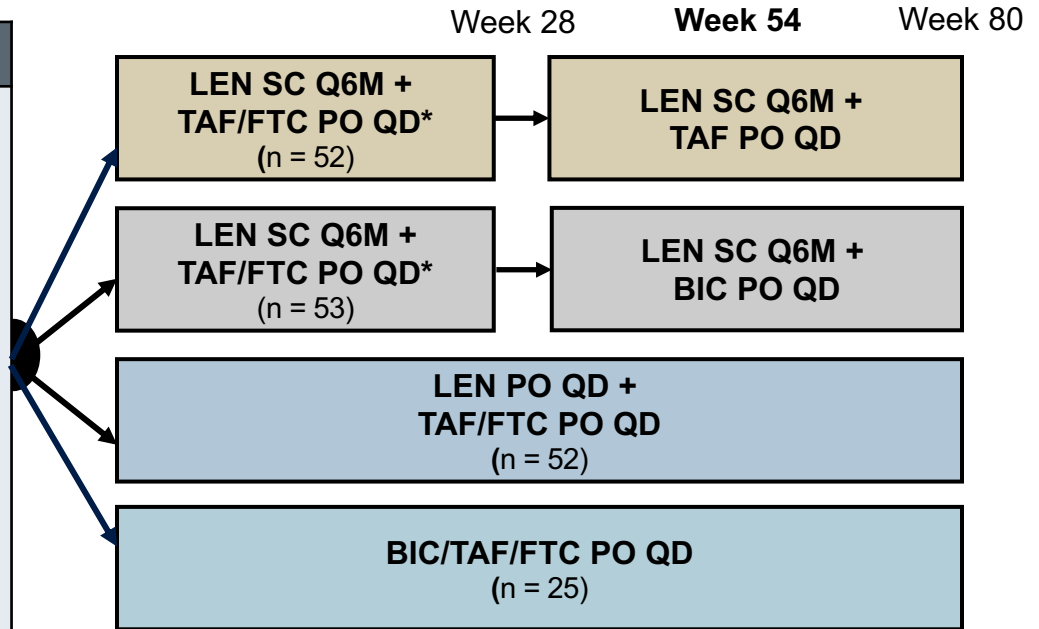 Week 28 Week 54 Week 80
LEN SC Q6M +
TAF/FTC PO QD*
(n = 52)
LEN SC Q6M +
TAF PO QD
LEN SC Q6M +
TAF/FTC PO QD*
(n = 53)
LEN SC Q6M +
BIC PO QD
LEN PO QD +
TAF/FTC PO QD
(n = 52)
BIC/TAF/FTC PO QD
(n = 25)